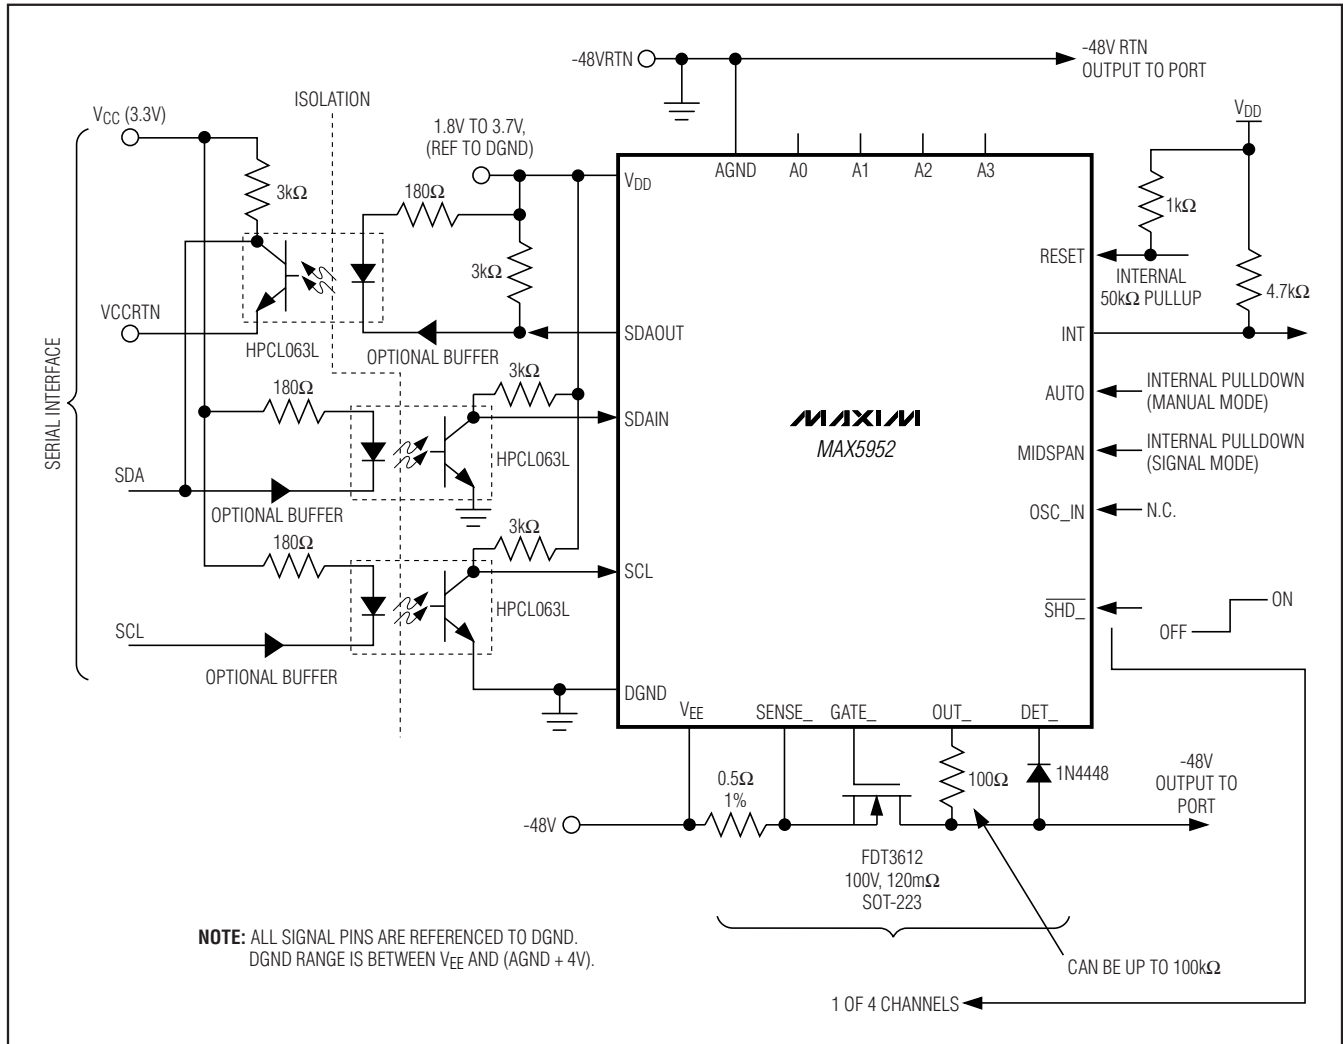 -48VRTN
-48V RTN
OUTPUT TO PORT
ISOLATION
VCC (3.3V)
1.8V TO 3.7V,
(REF TO DGND)
VDD
VDD
AGND
A0
A1
A2
A3
3kΩ
180Ω
1kΩ
3kΩ
RESET
INTERNAL
50kΩ PULLUP
4.7kΩ
VCCRTN
HPCL063L
OPTIONAL BUFFER
SDAOUT
INT
SERIAL INTERFACE
180Ω
3kΩ
SDAIN
AUTO
INTERNAL PULLDOWN
(MANUAL MODE)
MAXIM
MAX5952
HPCL063L
MIDSPAN
INTERNAL PULLDOWN
(SIGNAL MODE)
SDA
OPTIONAL BUFFER
OSC_IN
N.C.
180Ω
3kΩ
SCL
HPCL063L
SHD_
OFF
ON
SCL
OPTIONAL BUFFER
DGND
VEE
SENSE_
GATE_
OUT_
DET_
0.5Ω
1%
100Ω
1N4448
-48V
OUTPUT TO
PORT
-48V
FDT3612
100V, 120mΩ
SOT-223
NOTE: ALL SIGNAL PINS ARE REFERENCED TO DGND.
DGND RANGE IS BETWEEN VEE AND (AGND + 4V).
CAN BE UP TO 100kΩ
1 OF 4 CHANNELS